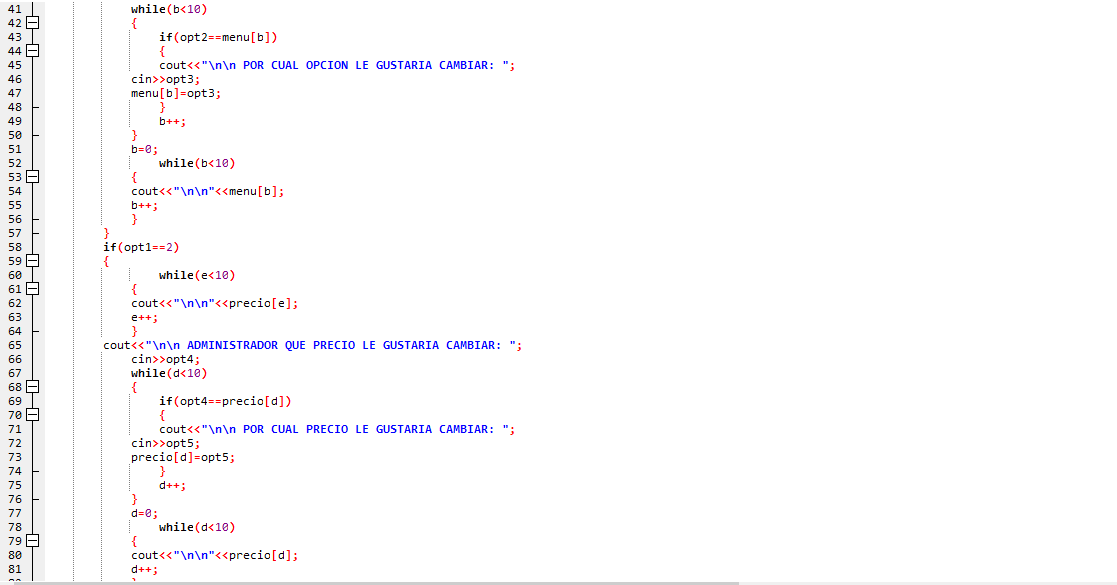 41 while(b<10)
42 {
43 if(opt2==menu[b])
44 {
45 cout<<"\n\n POR CUAL OPCION LE GUSTARIA CAMBIAR: ";
46 cin>>opt3;
47 menu[b]=opt3;
48 }
49 b++;
50 }
51 b=0;
52 while(b<10)
53 {
54 cout<<"\n\n"<<menu[b];
55 b++;
56 }
57 }
58 if(opt1==2)
59 {
60 while(e<10)
61 {
62 cout<<"\n\n"<<precio[e];
63 e++;
64 }
65 cout<<"\n\n ADMINISTRADOR QUE PRECIO LE GUSTARIA CAMBIAR: ";
66 cin>>opt4;
67 while(d<10)
68 {
69 if(opt4==precio[d])
70 {
71 cout<<"\n\n POR CUAL PRECIO LE GUSTARIA CAMBIAR: ";
72 cin>>opt5;
73 precio[d]=opt5;
74 }
75 d++;
76 }
77 d=0;
78 while(d<10)
79 {
80 cout<<"\n\n"<<precio[d];
81 d++;